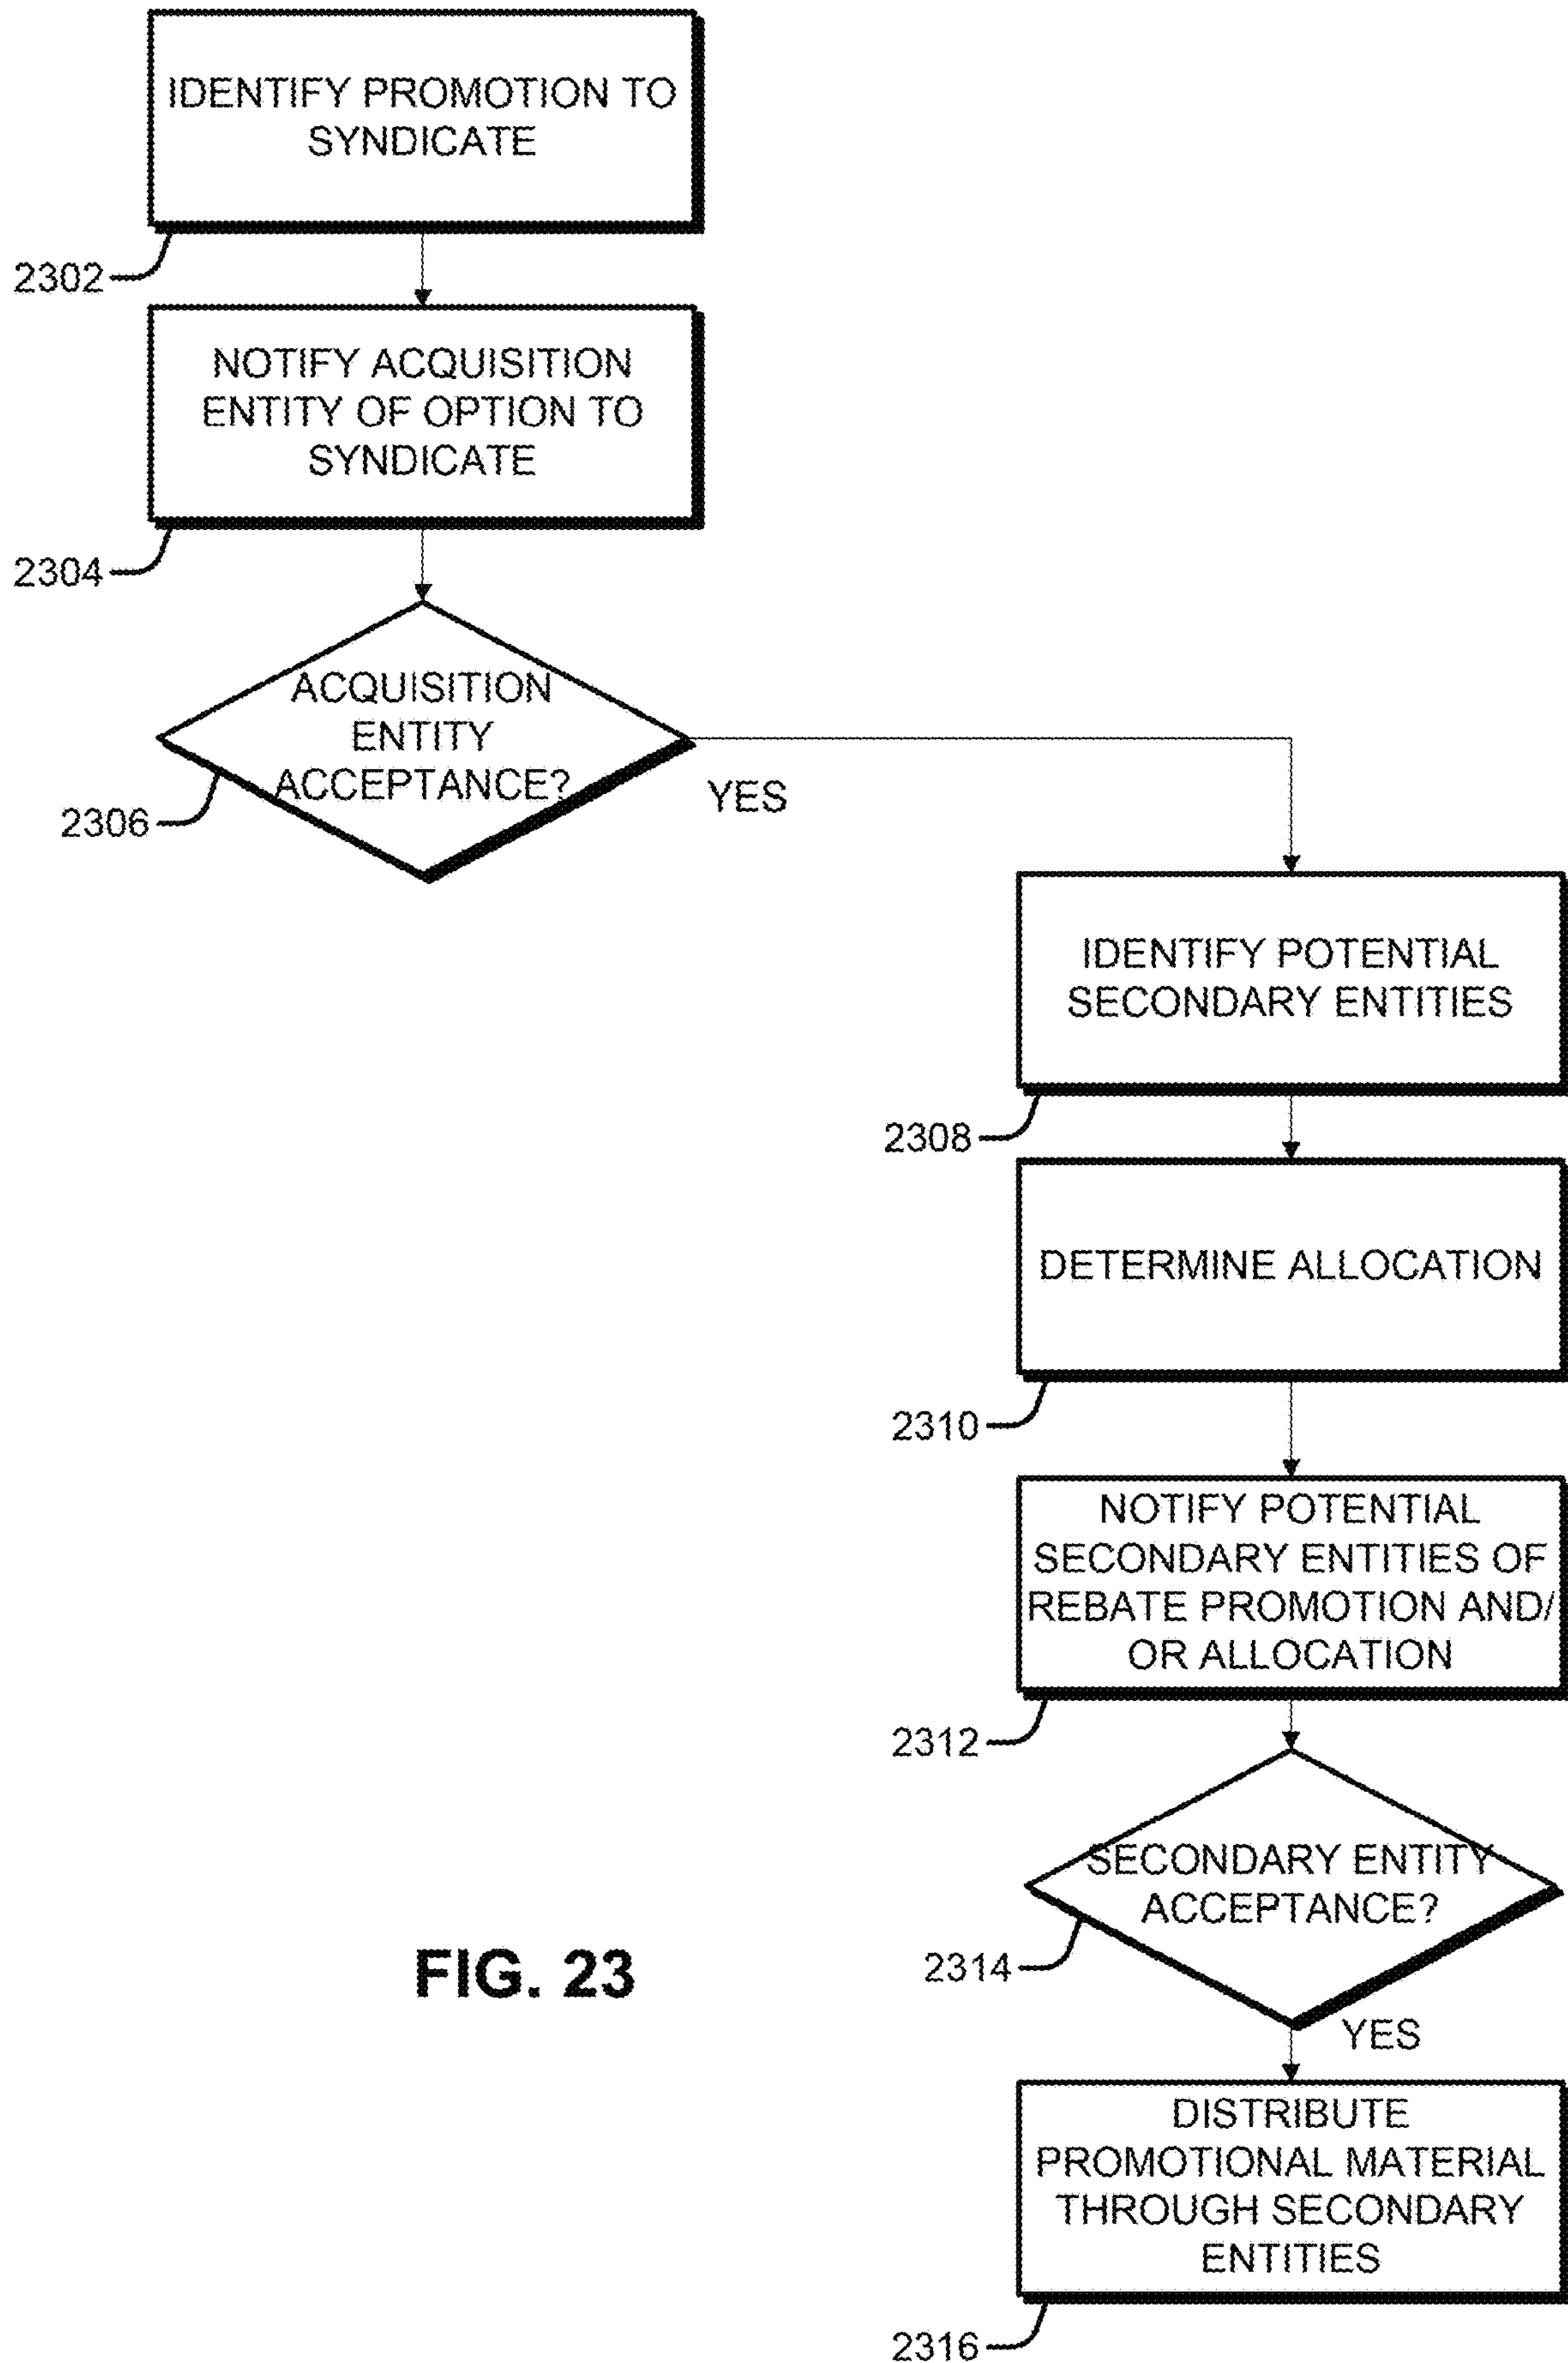 IDENTIFY PROMOTION TO
SYNDICATE
2302
NOTIFY ACQUISITION
ENTITY OF OPTION TO
SYNDICATE
2304
ACQUISITION
ENTITY
ACCEPTANCE?
2306
YES
IDENTIFY POTENTIAL
SECONDARY ENTITIES
2308
DETERMINE ALLOCATION
2310
NOTIFY POTENTIAL
SECONDARY ENTITIES OF
REBATE PROMOTION AND/
OR ALLOCATION
2312
SECONDARY ENTITY
ACCEPTANCE?
2314
YES
FIG. 23
DISTRIBUTE
PROMOTIONAL MATERIAL
THROUGH SECONDARY
ENTITIES
2316